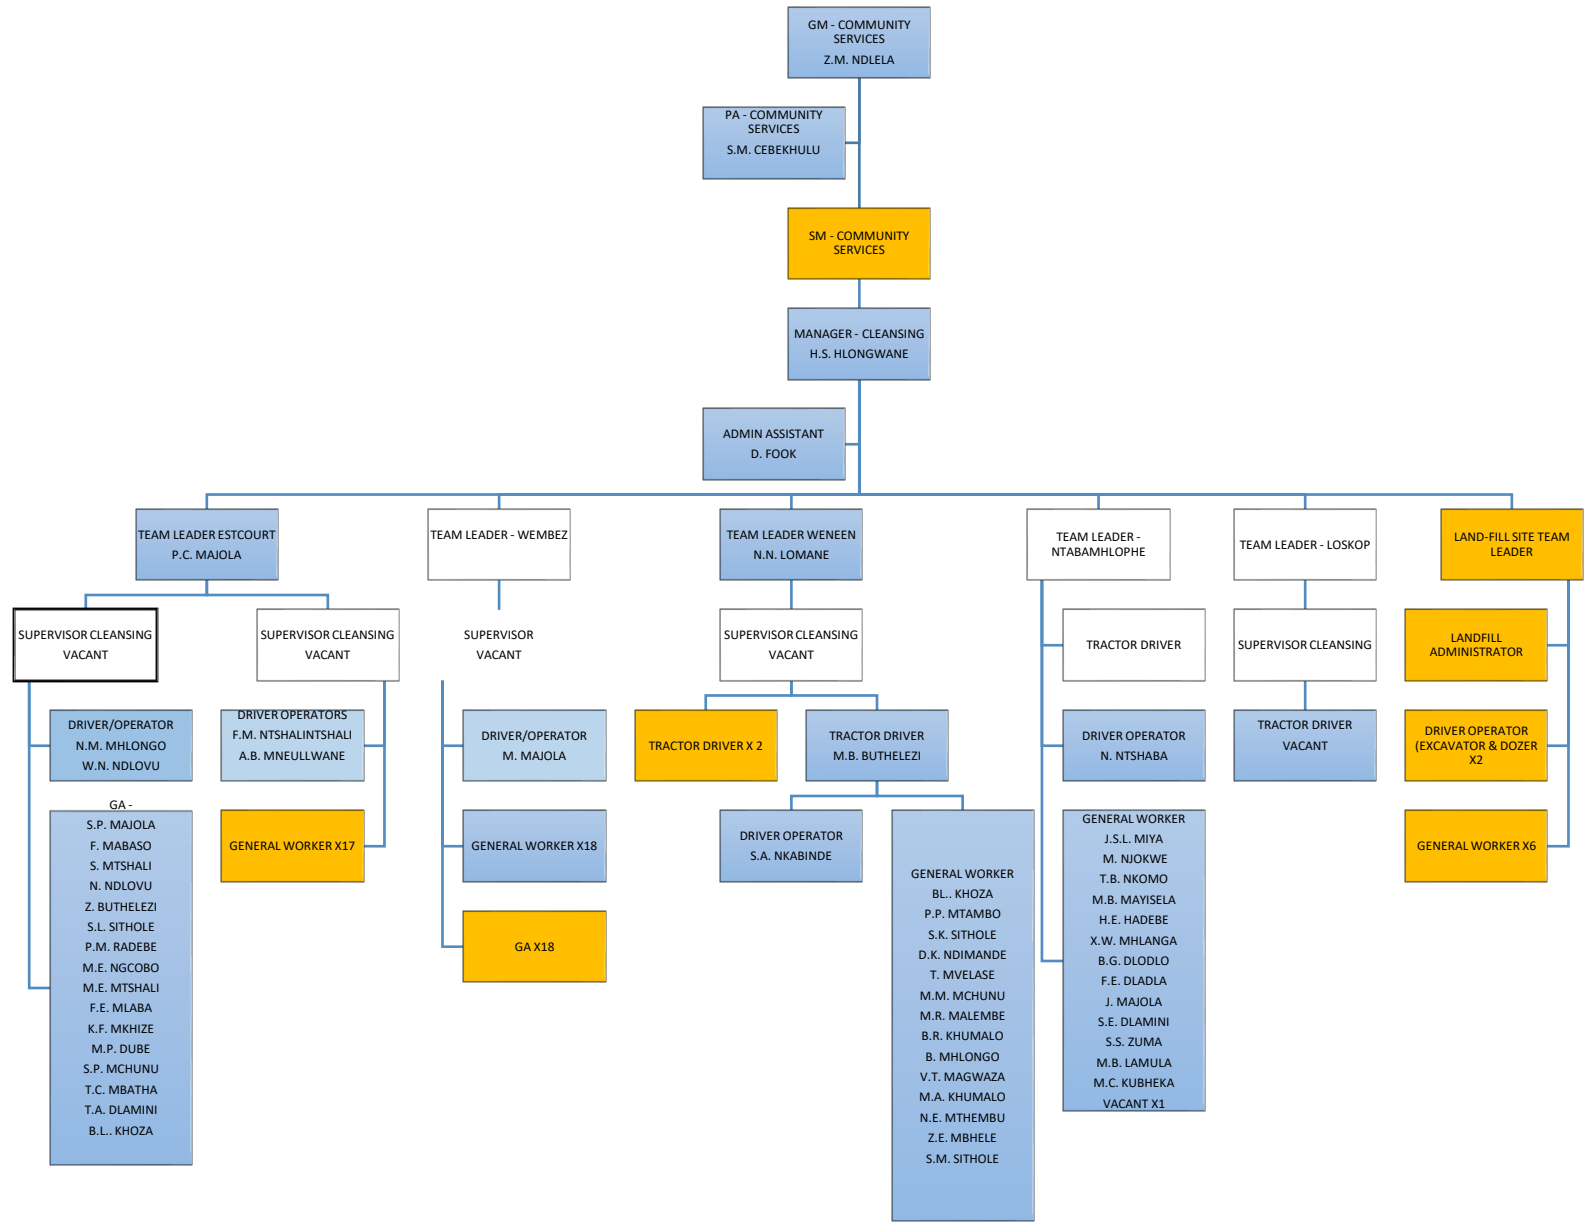 GM - COMMUNITY
SERVICES
Z.M. NDLELA
PA - COMMUNITY
SERVICES
S.M. CEBEKHULU
SM - COMMUNITY
SERVICES
MANAGER - CLEANSING
H.S. HLONGWANE
ADMIN ASSISTANT
D. FOOK
TEAM LEADER ESTCOURT
P.C. MAJOLA
TEAM LEADER - WEMBEZ
TEAM LEADER WENEEN
N.N. LOMANE
TEAM LEADER -
NTABAMHLOPHE
TEAM LEADER - LOSKOP
LAND-FILL SITE TEAM
LEADER
SUPERVISOR CLEANSING
VACANT
SUPERVISOR CLEANSING
VACANT
SUPERVISOR
VACANT
SUPERVISOR CLEANSING
VACANT
TRACTOR DRIVER
SUPERVISOR CLEANSING
LANDFILL
ADMINISTRATOR
DRIVER/OPERATOR
N.M. MHLONGO
W.N. NDLOVU
DRIVER OPERATORS
F.M. NTSHALINTSHALI
A.B. MNEULLWANE
DRIVER/OPERATOR
M. MAJOLA
TRACTOR DRIVER X 2
TRACTOR DRIVER
M.B. BUTHELEZI
DRIVER OPERATOR
N. NTSHABA
TRACTOR DRIVER
VACANT
DRIVER OPERATOR
(EXCAVATOR & DOZER
X2
GA -
S.P. MAJOLA
F. MABASO
S. MTSHALI
N. NDLOVU
Z. BUTHELEZI
S.L. SITHOLE
P.M. RADEBE
M.E. NGCOBO
M.E. MTSHALI
F.E. MLABA
K.F. MKHIZE
M.P. DUBE
S.P. MCHUNU
T.C. MBATHA
T.A. DLAMINI
B.L.. KHOZA
GENERAL WORKER X17
GENERAL WORKER X18
GA X18
DRIVER OPERATOR
S.A. NKABINDE
GENERAL WORKER
BL.. KHOZA
P.P. MTAMBO
S.K. SITHOLE
D.K. NDIMANDE
T. MVELASE
M.M. MCHUNU
M.R. MALEMBE
B.R. KHUMALO
B. MHLONGO
V.T. MAGWAZA
M.A. KHUMALO
N.E. MTHEMBU
Z.E. MBHELE
S.M. SITHOLE
GENERAL WORKER
J.S.L. MIYA
M. NJOKWE
T.B. NKOMO
M.B. MAYISELA
H.E. HADEBE
X.W. MHLANGA
B.G. DLODLO
F.E. DLADLA
J. MAJOLA
S.E. DLAMINI
S.S. ZUMA
M.B. LAMULA
M.C. KUBHEKA
VACANT X1
GENERAL WORKER X6